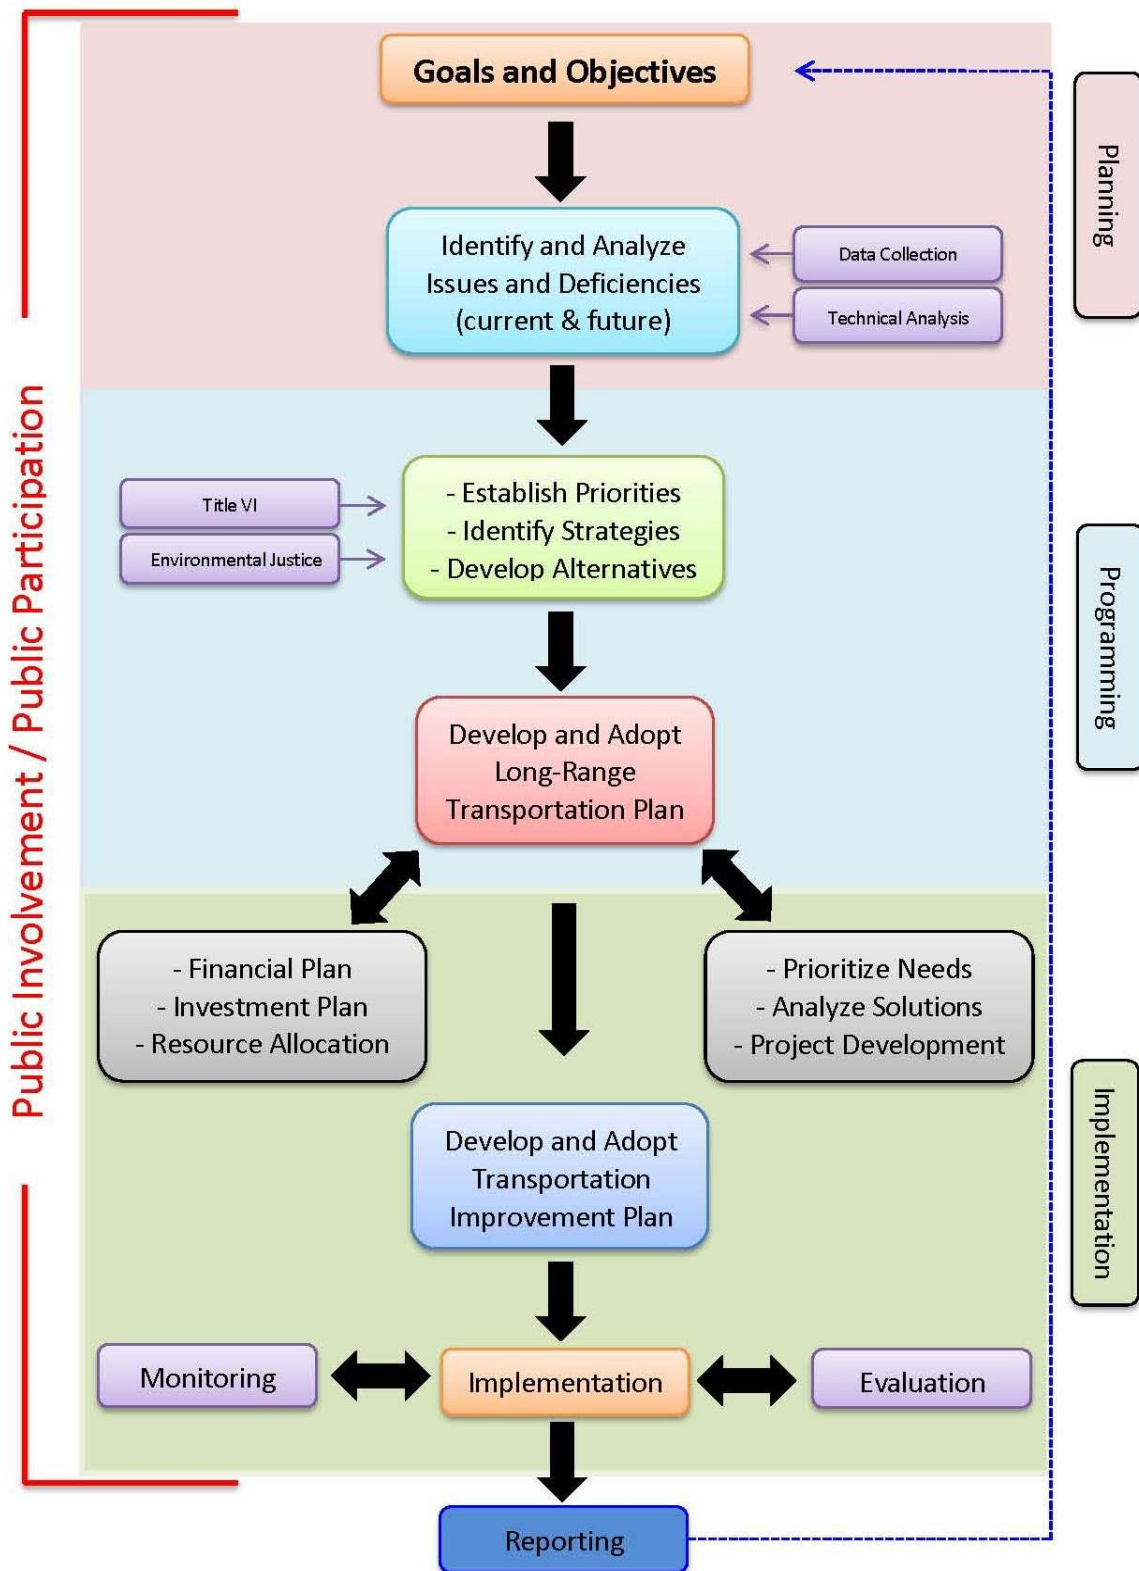 Goals and Objectives
Planning
Identify and Analyze
Issues and Deficiencies
(current & future)
Data Collection
Technical Analysis
Public Involvement / Public Participation
Title VI
Environmental Justice
- Establish Priorities
- Identify Strategies
- Develop Alternatives
Programming
Develop and Adopt
Long-Range
Transportation Plan
- Financial Plan
- Investment Plan
- Resource Allocation
- Prioritize Needs
- Analyze Solutions
- Project Development
Implementation
Develop and Adopt
Transportation
Improvement Plan
Monitoring
Implementation
Evaluation
Reporting